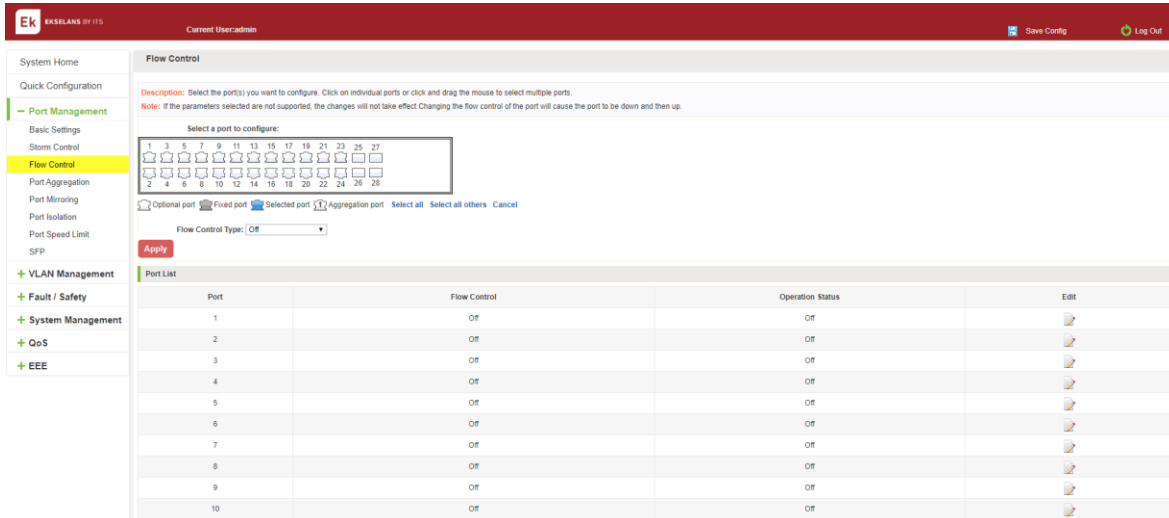 Ek EKSELANS BY ITS
Current User:admin
Save Config
Log Out
System Home
Quick Configuration
Port Management
Basic Settings
Storm Control
Flow Control
Port Aggregation
Port Mirroring
Port Isolation
Port Speed Limit
SFP
VLAN Management
Fault / Safety
System Management
QoS
EEE
Flow Control
Description: Select the port(s) you want to configure. Click on individual ports or click and drag the mouse to select multiple ports.
Note: If the parameters selected are not supported, the changes will not take effect.Changing the flow control of the port will cause the port to be down and then up.
Select a port to configure:
1 3 5 7 9 11 13 15 17 19 21 23 25 27
2 4 6 8 10 12 14 16 18 20 22 24 26 28
Optional port Fixed port Selected port 1 Aggregation port Select all Select all others Cancel
Flow Control Type: Off
Apply
Port List
Port Flow Control Operation Status Edit
1 Off Off
2 Off Off
3 Off Off
4 Off Off
5 Off Off
6 Off Off
7 Off Off
8 Off Off
9 Off Off
10 Off Off